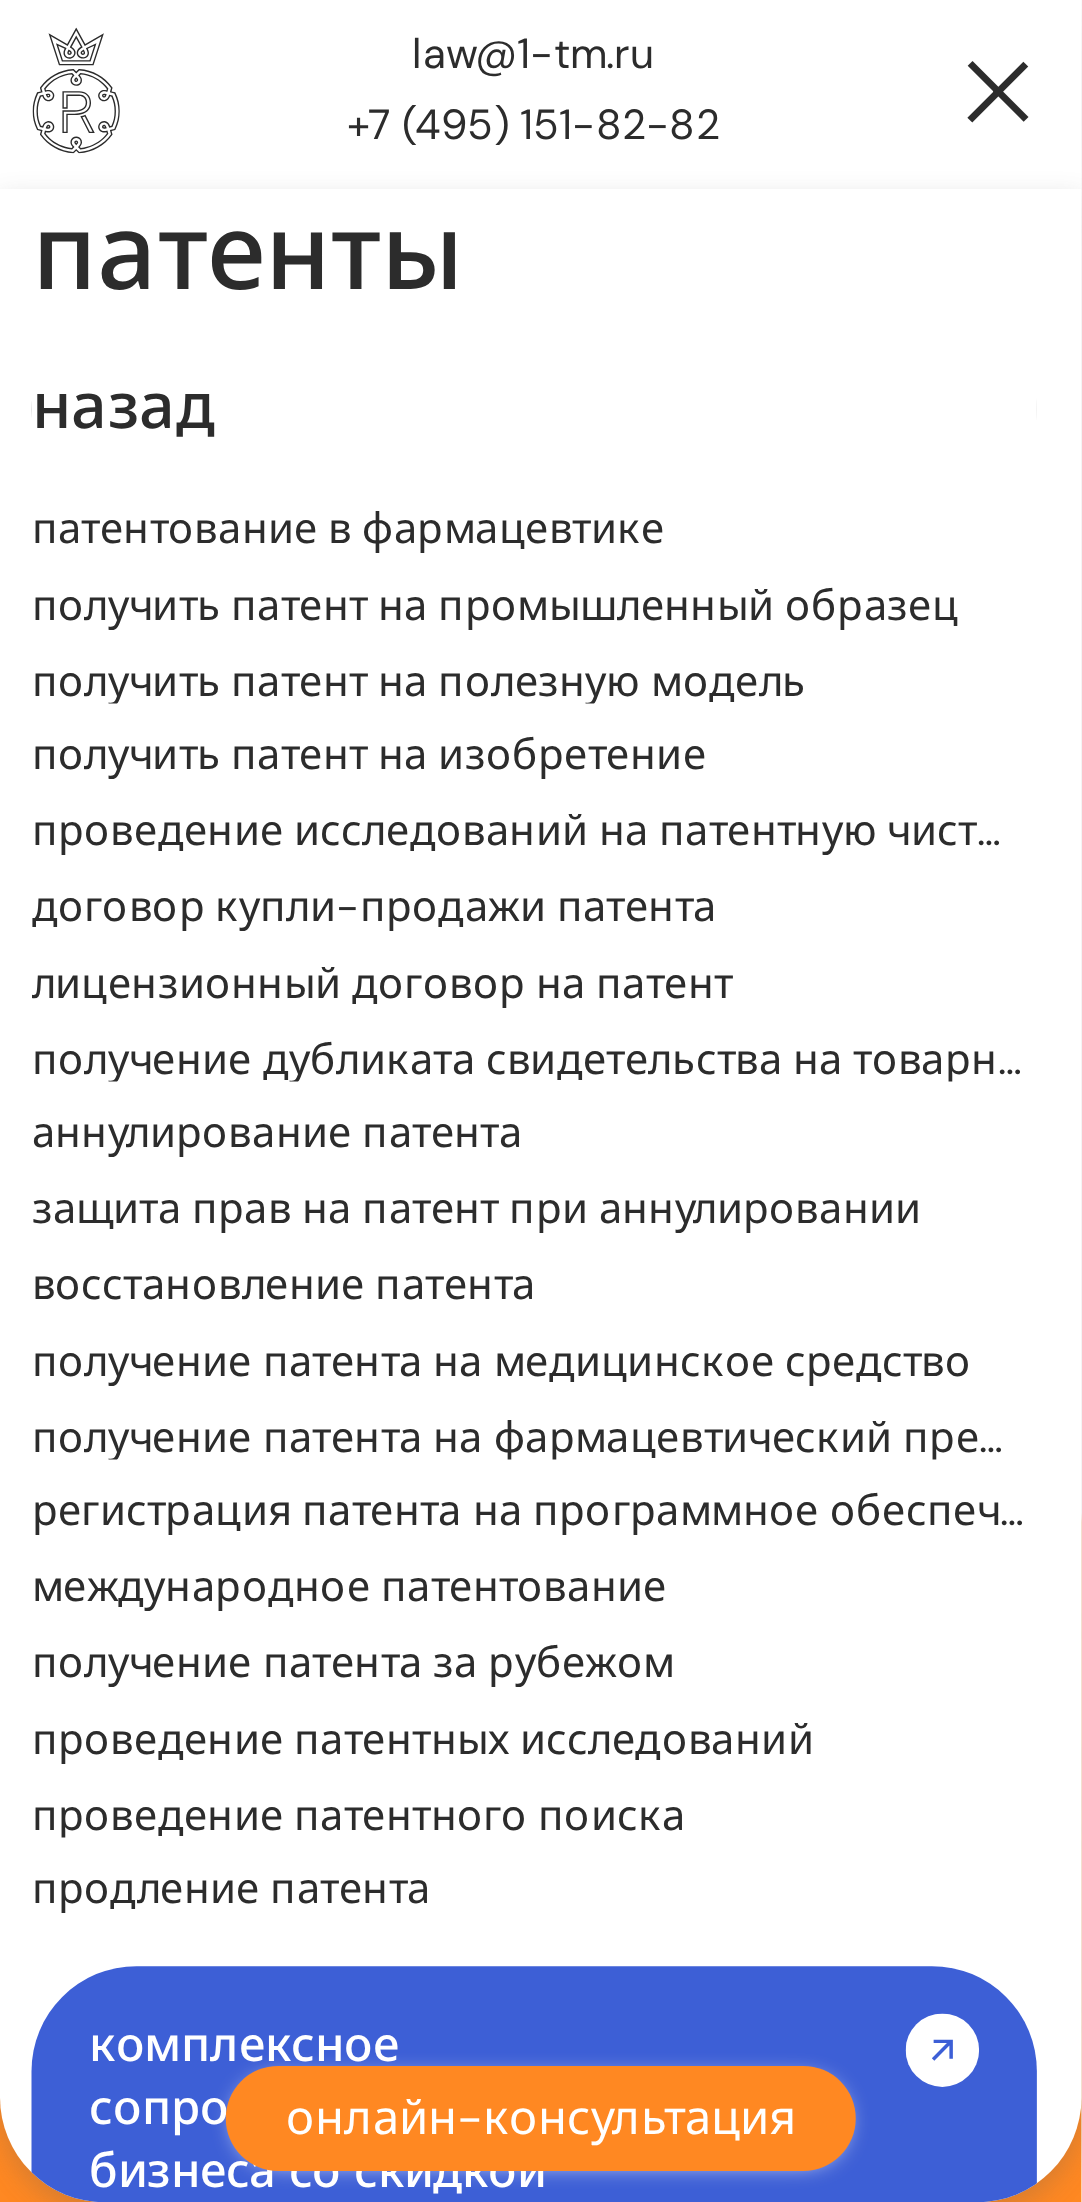 law@1-tm.ru
+7 (495) 151-82-82
R
патенты
назад
патентование в фармацевтике
получить патент на промышленный образец
получить патент на полезную модель
получить патент на изобретение
проведение исследований на патентную чист...
договор купли-продажи патента
лицензионный договор на патент
получение дубликата свидетельства на товарн...
аннулирование патента
защита прав на патент при аннулировании
восстановление патента
получение патента на медицинское средство
получение патента на фармацевтический пре...
регистрация патента на программное обеспеч...
международное патентование
получение патента за рубежом
проведение патентных исследований
проведение патентного поиска
продление патента
комплексное
сопро
онлайн-консультация
бизнеса со скидкой